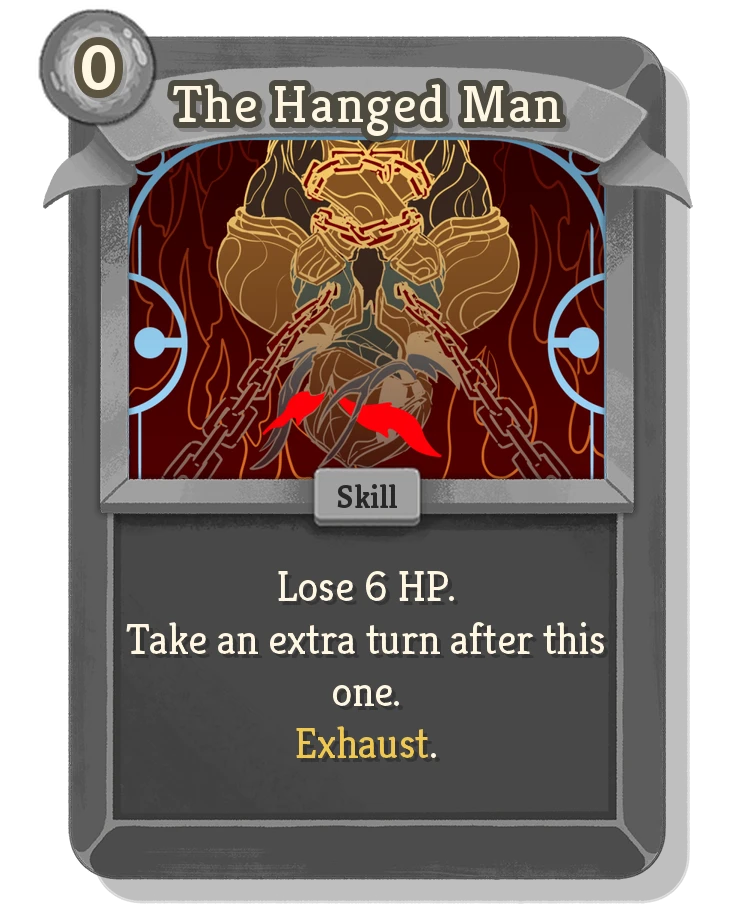 0
The Hanged Man
Skill
Lose 6 HP.
Take an extra turn after this
one.
Exhaust.